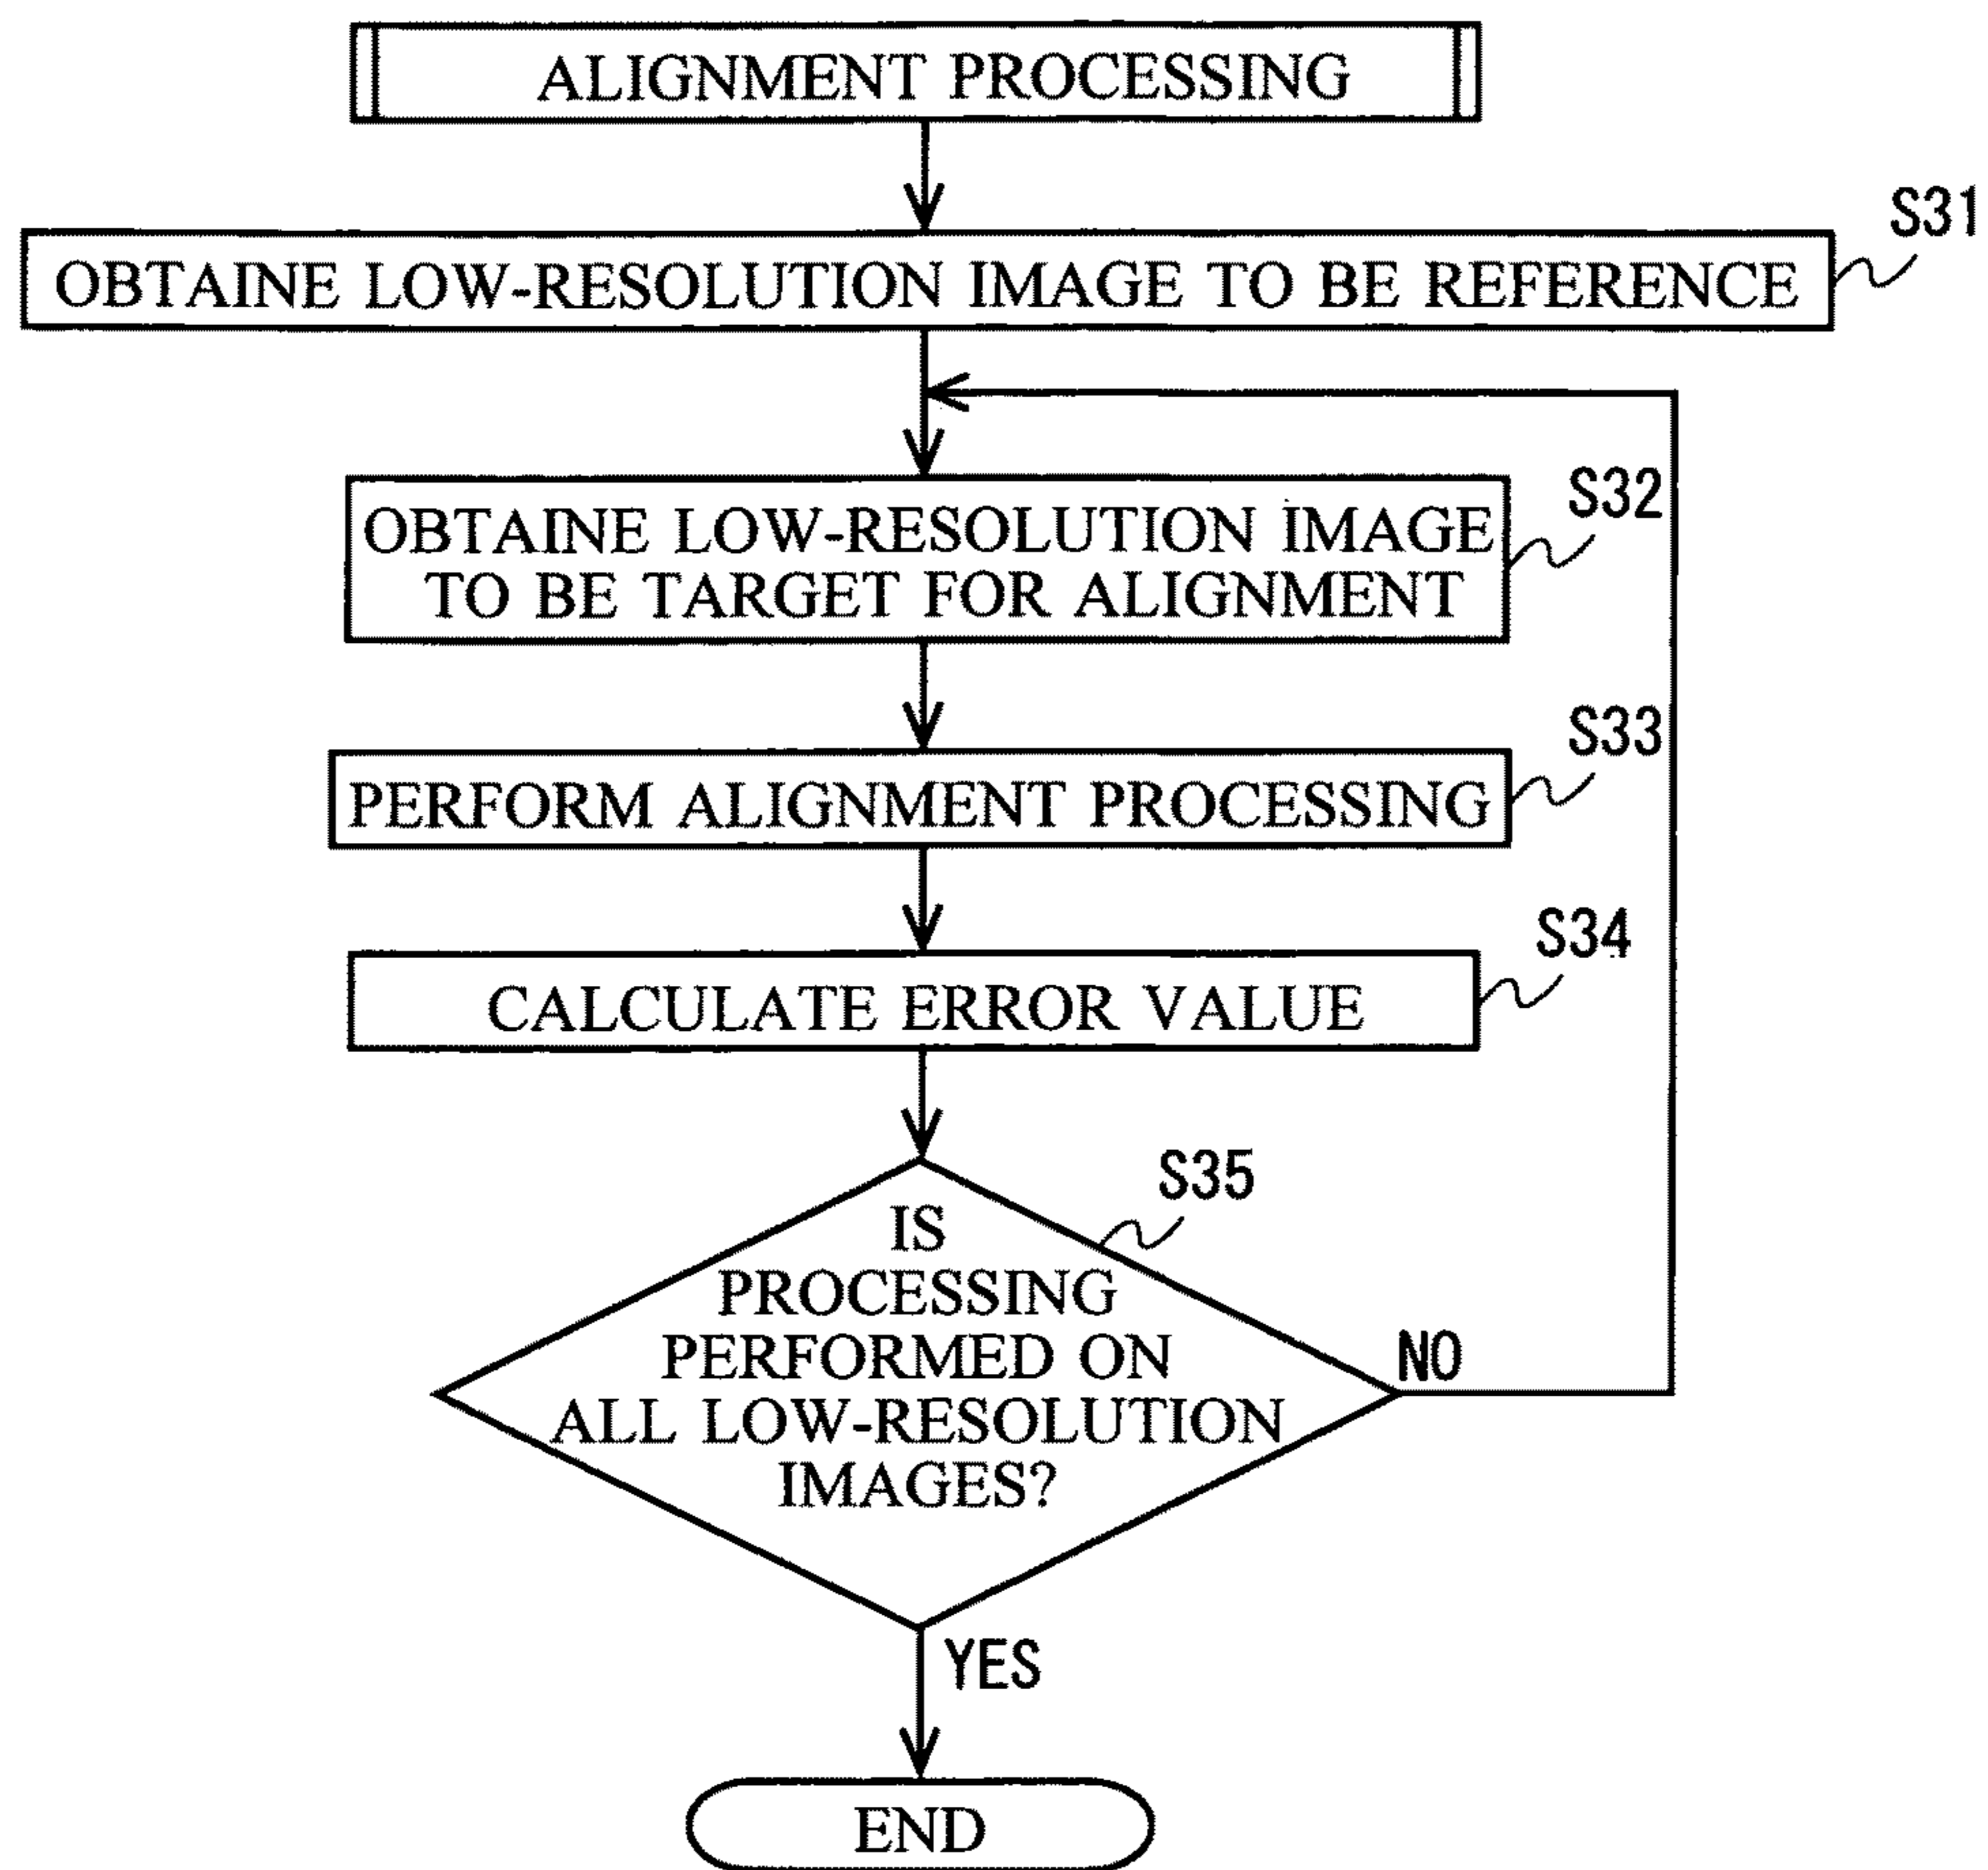 ALIGNMENT PROCESSING
S31
OBTAINE LOW-RESOLUTION IMAGE TO BE REFERENCE
S32
OBTAINE LOW-RESOLUTION IMAGE
TO BE TARGET FOR ALIGNMENT
S33
PERFORM ALIGNMENT PROCESSING
S34
CALCULATE ERROR VALUE
S35
IS
PROCESSING
PERFORMED ON
ALL LOW-RESOLUTION
IMAGES?
NO
YES
END